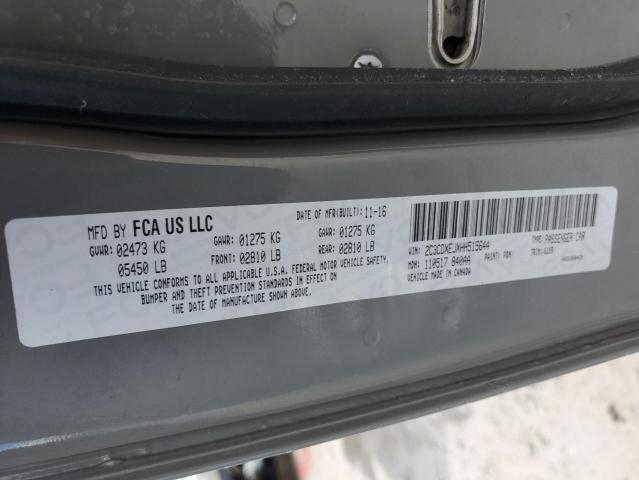 MFD BY FCA US LLC
DATE OF MFR(BUILT): 11-16
GVWR: 02473 KG
GAWR: 01275 KG
GAWR: 01275 KG
05450 LB
FRONT: 02810 LB
REAR: 02810 LB
THIS VEHICLE CONFORMS TO ALL APPLICABLE U.S.A. FEDERAL MOTOR VEHICLE SAFETY,
BUMPER AND THEFT PREVENTION STANDARDS IN EFFECT ON
THE DATE OF MANUFACTURE SHOWN ABOVE.
VIN: 2C3CDXEJXHH515644
TYPE: PASSENGER CAR
MDH: 110517 840AA
PAINT: PDN
TRIM:
VEHICLE MADE IN CANADA